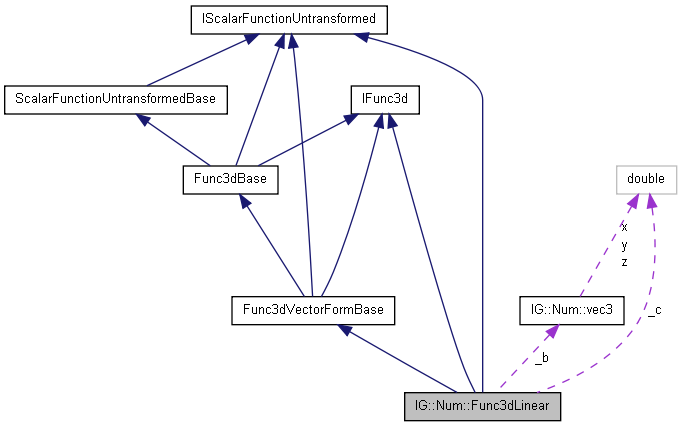 IScalarFunctionUntransformed
ScalarFunctionUntransformedBase
IFunc3d
Func3dBase
double
x
y
z
Func3dVectorFormBase
IG::Num::vec3
_c
_b
IG::Num::Func3dLinear